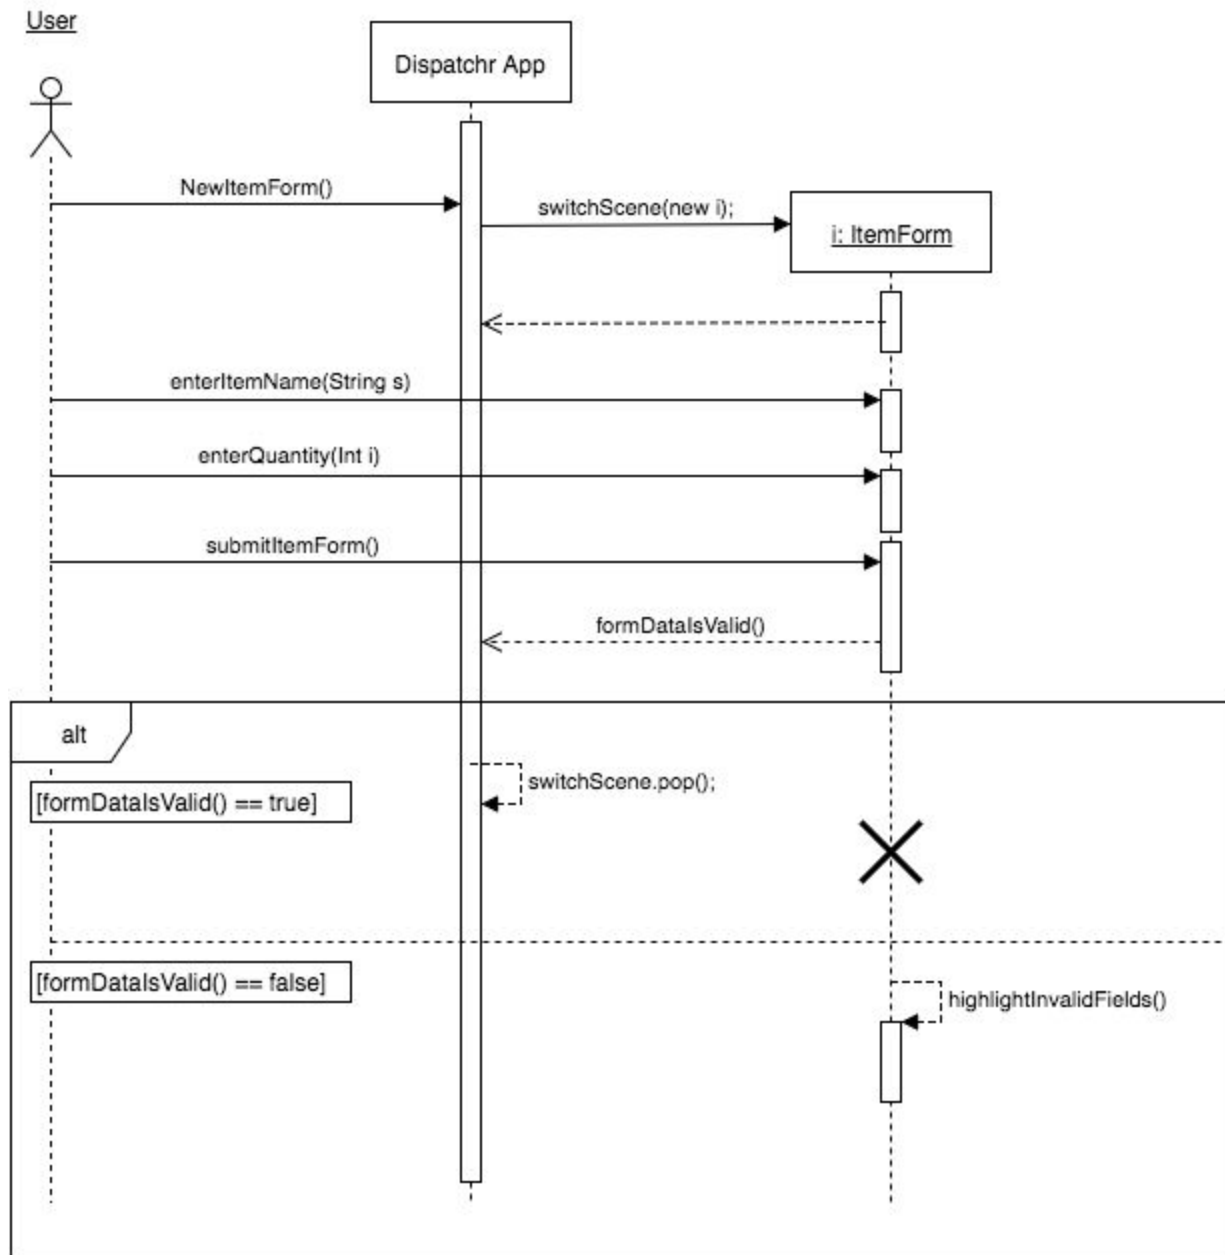 User
Dispatchr App
NewItemForm()
switchScene(new i);
i: ItemForm
enterItemName(String s)
enterQuantity(Int i)
submitItemForm()
formDataIsValid()
alt
switchScene.pop();
[formDataIsValid() == true]
[formDataIsValid() == false]
highlightInvalidFields()